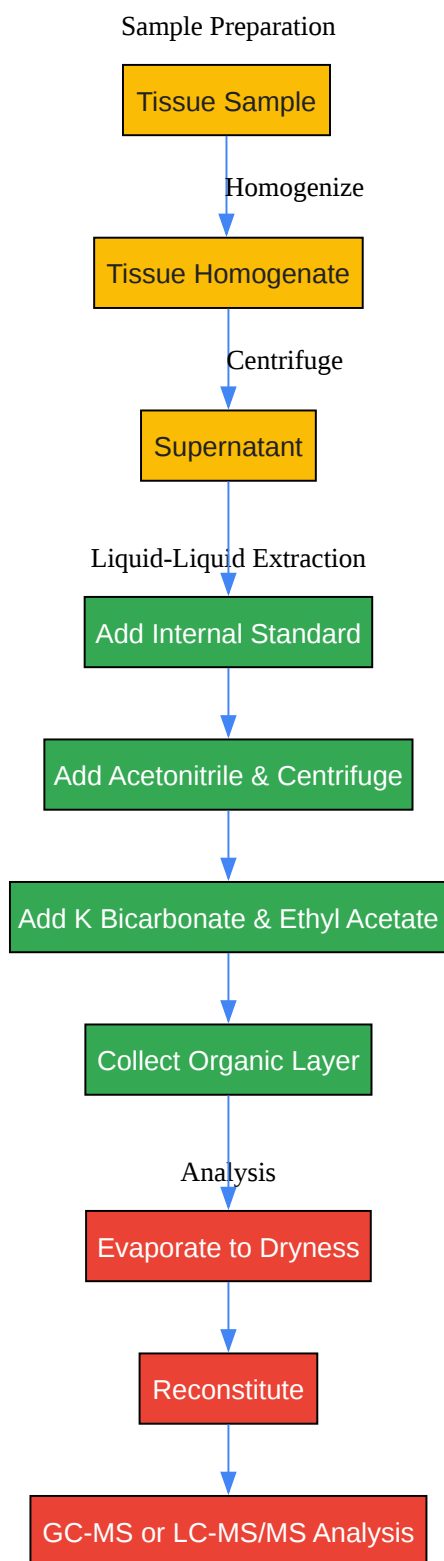 Sample Preparation
Tissue Sample
Homogenize
Tissue Homogenate
Centrifuge
Supernatant
Liquid-Liquid Extraction
Add Internal Standard
Add Acetonitrile & Centrifuge
Add K Bicarbonate & Ethyl Acetate
Collect Organic Layer
Analysis
Evaporate to Dryness
Reconstitute
GC-MS or LC-MS/MS Analysis